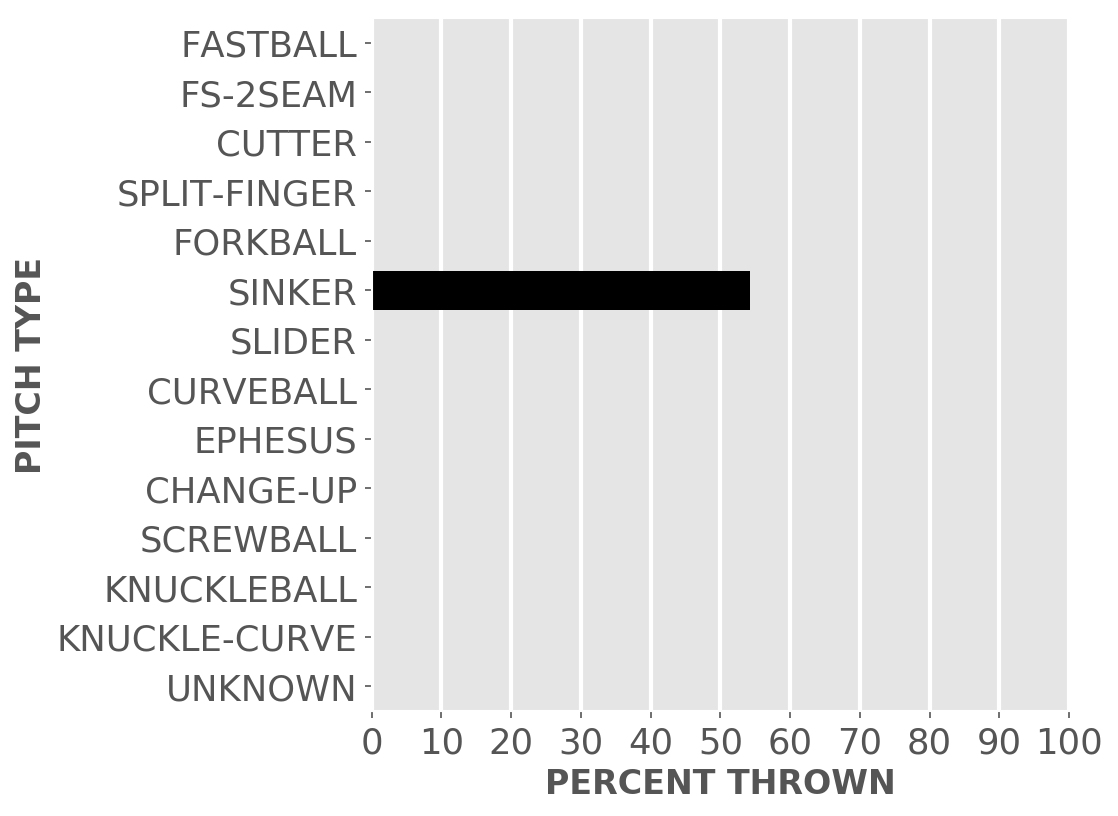 FASTBALL
FS-2SEAM
CUTTER
SPLIT-FINGER
FORKBALL
SINKER
SLIDER
CURVEBALL
EPHESUS
CHANGE-UP
SCREWBALL
KNUCKLEBALL
KNUCKLE-CURVE
UNKNOWN
PITCH TYPE
0 10 20 30 40 50 60 70 80 90 100
PERCENT THROWN